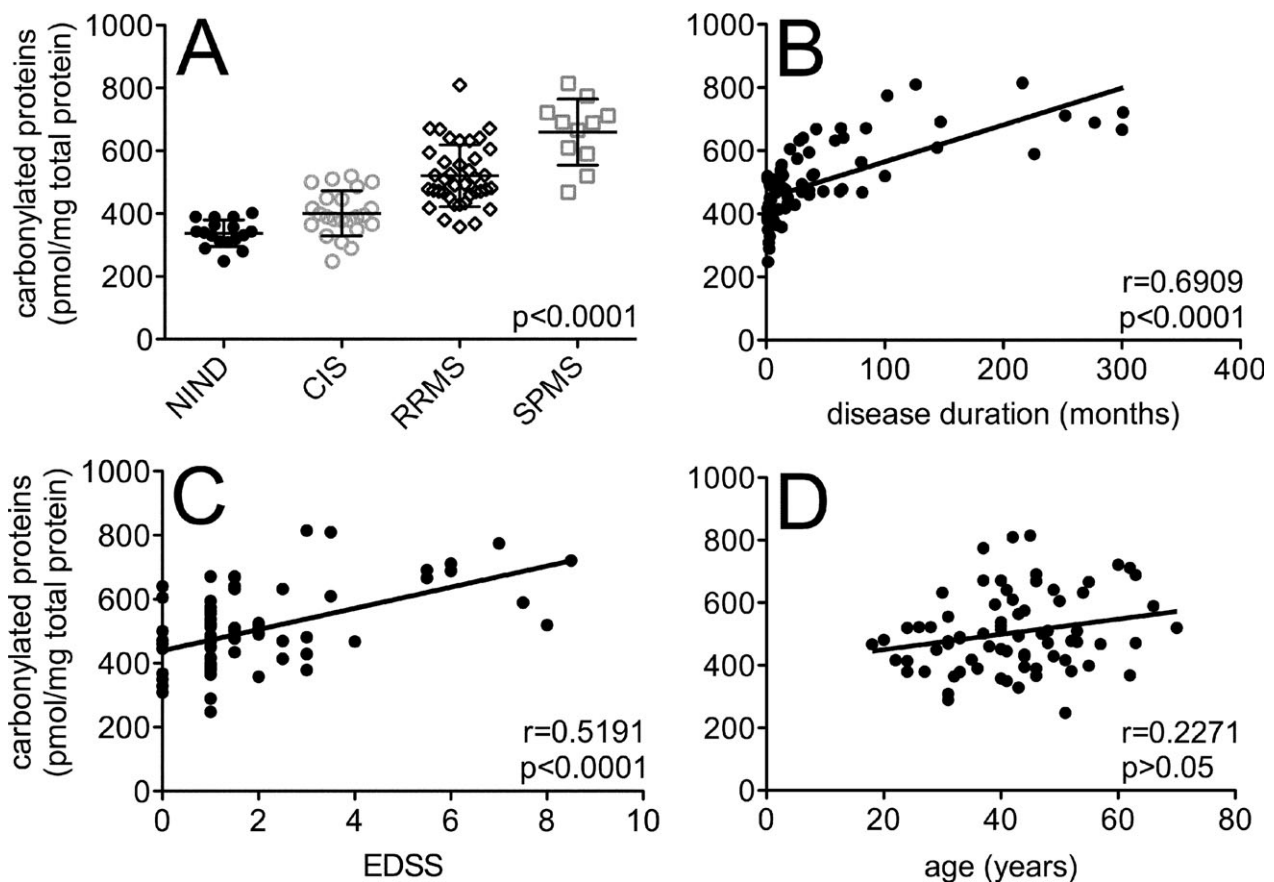 A
carbonylated proteins
(pmol/mg total protein)
1000
800
600
400
200
0
p<0.0001
NIND
CIS
RRMS
SPMS
B
1000
800
600
400
200
0
r=0.6909
p<0.0001
0
100
200
300
400
disease duration (months)
C
carbonylated proteins
(pmol/mg total protein)
1000
800
600
400
200
0
r=0.5191
p<0.0001
0
2
4
6
8
10
EDSS
D
1000
800
600
400
200
0
r=0.2271
p>0.05
0
20
40
60
80
age (years)